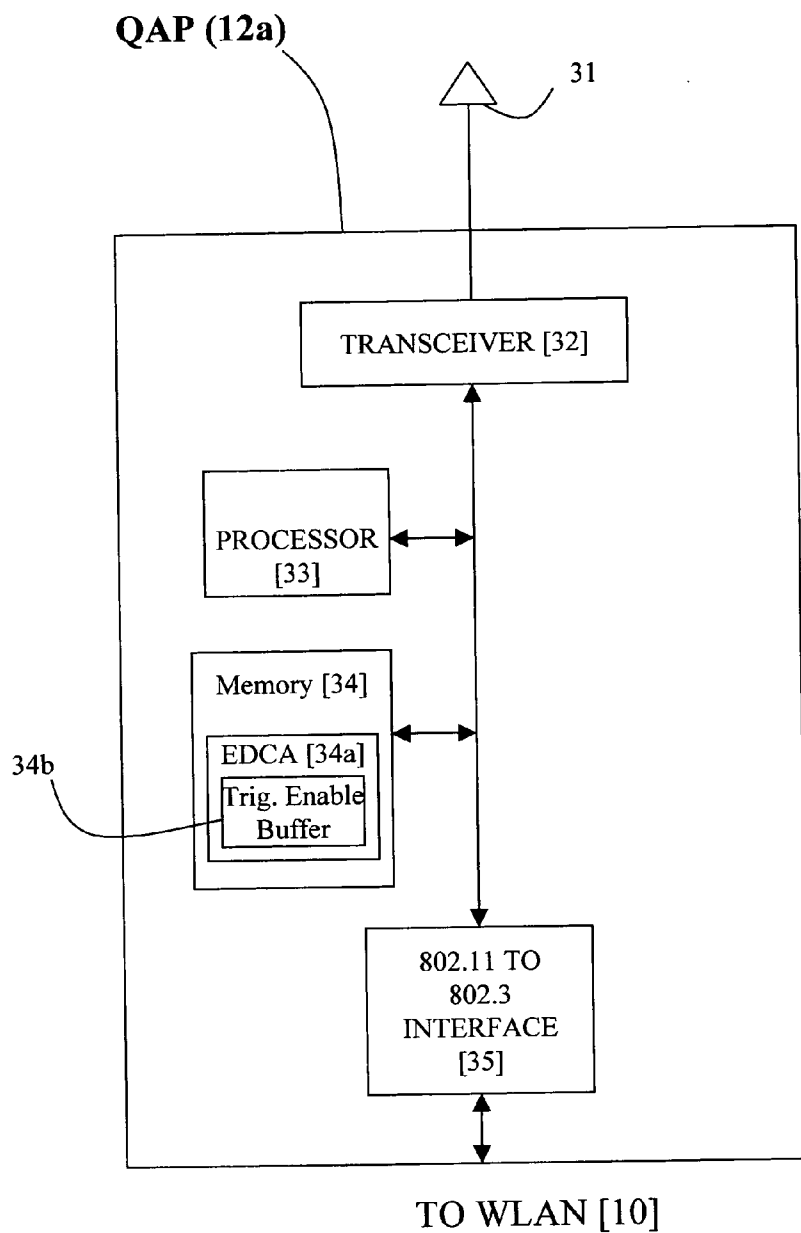 QAP (12a)
31
TRANSCEIVER [32]
PROCESSOR
[33]
Memory [34]
EDCA [34a]
34b
Trig. Enable
Buffer
802.11 TO
802.3
INTERFACE
[35]
TO WLAN [10]